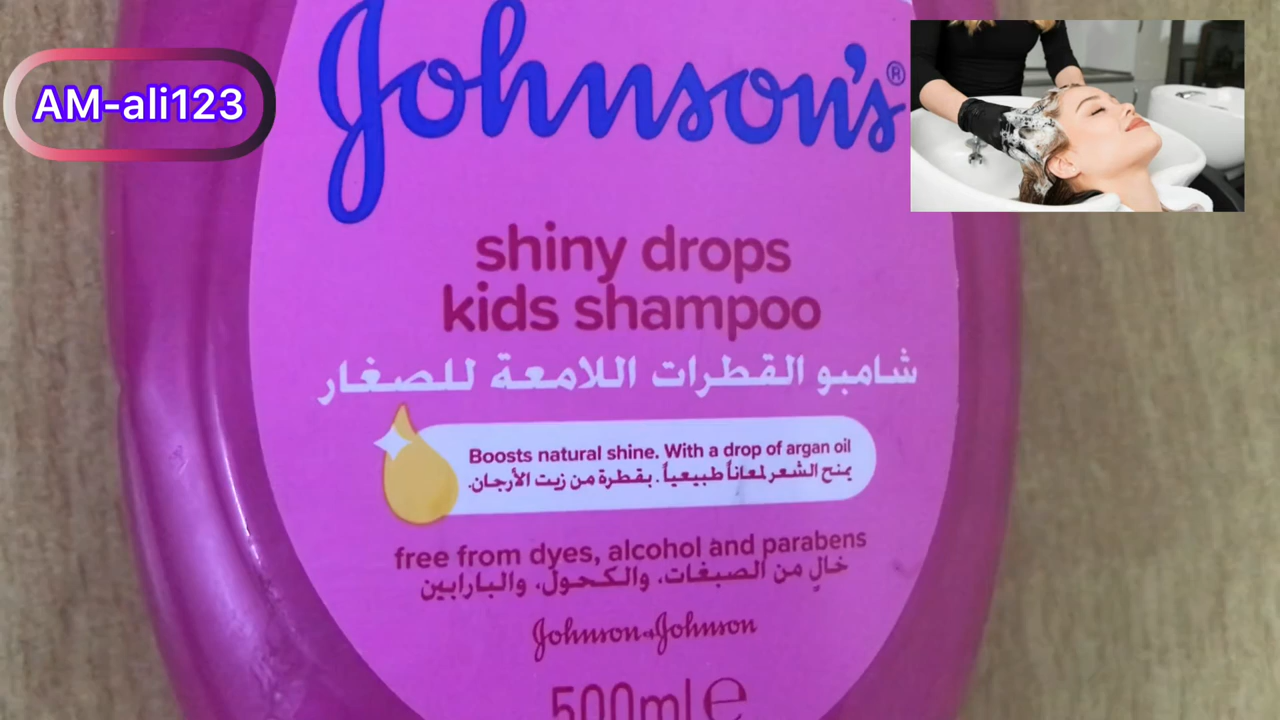 AM-ali123
Johnson's®
shiny drops
kids shampoo
شامبو القطرات اللامعة للصغار
Boosts natural shine. With a drop of argan oil
يمنح الشعر لمعاناً طبيعياً. بقطرة من زيت الأرجان.
free from dyes, alcohol and parabens
خالٍ من الصبغات، والكحول، والبارابين
Johnson & Johnson
500ml ℮